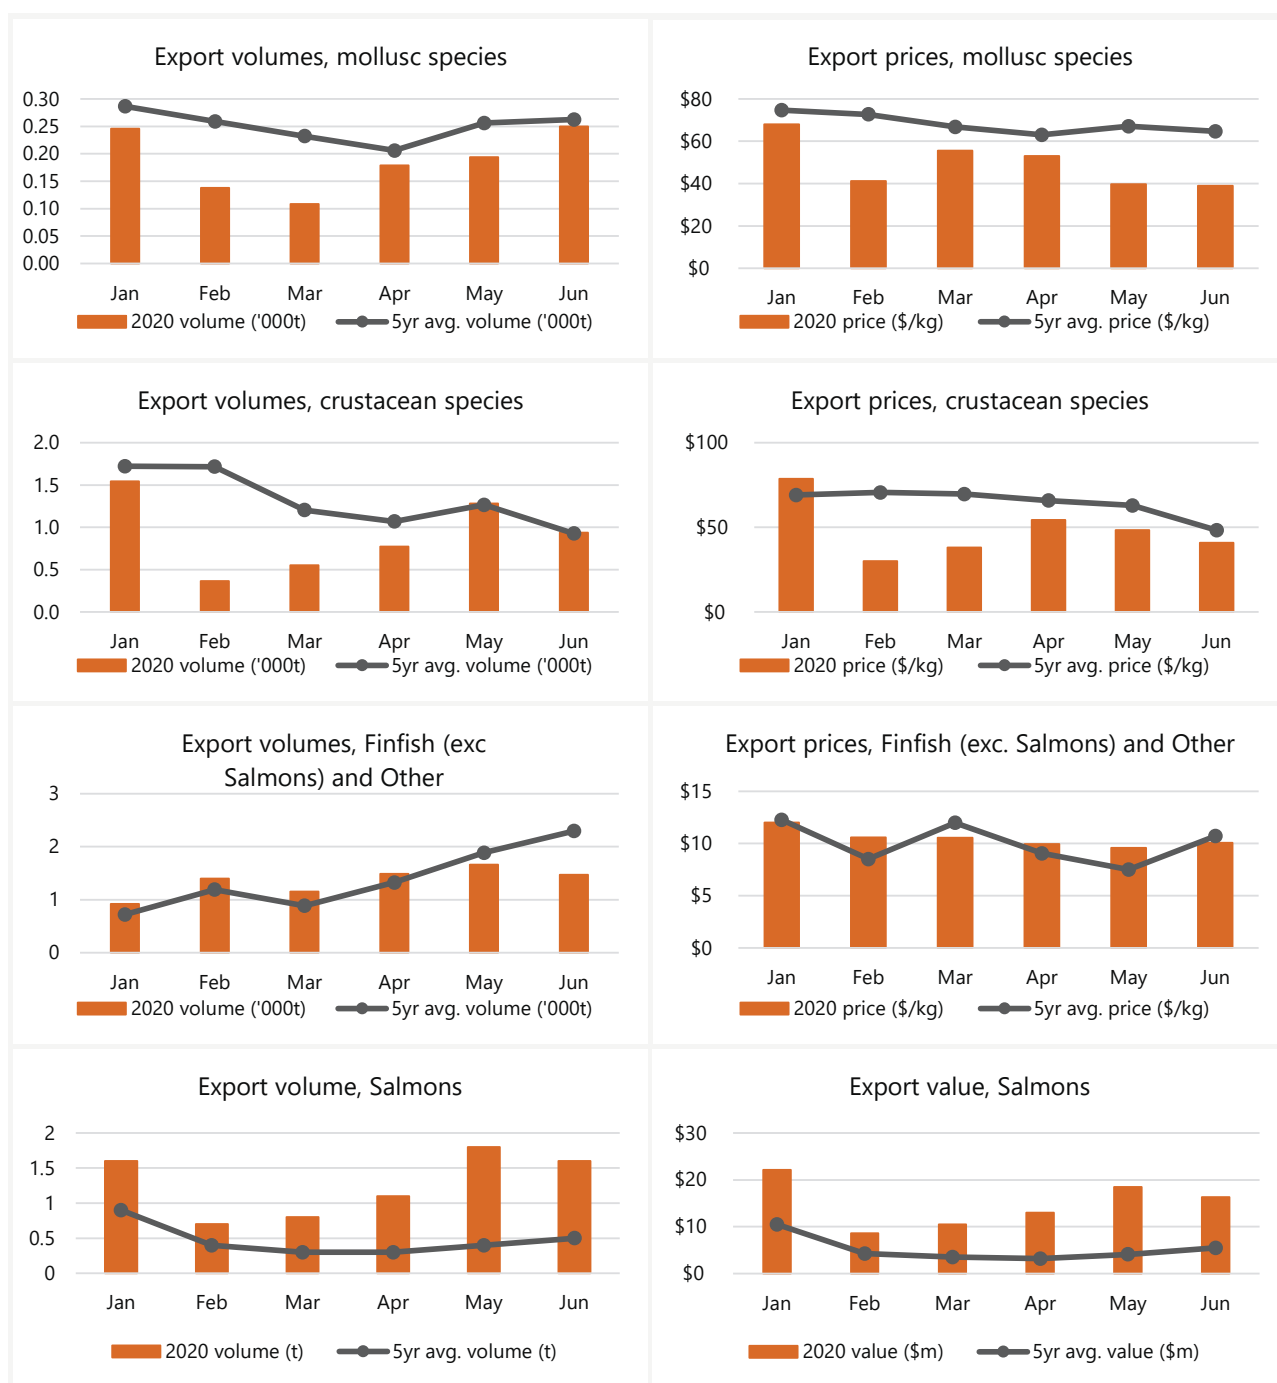 Export volumes, mollusc species
0.30
0.25
0.20
0.15
0.10
0.05
0.00
Jan Feb Mar Apr May Jun
2020 volume ('000t) 5yr avg. volume ('000t)
Export prices, mollusc species
$80
$60
$40
$20
$0
Jan Feb Mar Apr May Jun
2020 price ($/kg) 5yr avg. price ($/kg)
Export volumes, crustacean species
2.0
1.5
1.0
0.5
0.0
Jan Feb Mar Apr May Jun
2020 volume ('000t) 5yr avg. volume ('000t)
Export prices, crustacean species
$100
$50
$0
Jan Feb Mar Apr May Jun
2020 price ($/kg) 5yr avg. price ($/kg)
Export volumes, Finfish (exc
Salmons) and Other
3
2
1
0
Jan Feb Mar Apr May Jun
2020 volume ('000t) 5yr avg. volume ('000t)
Export prices, Finfish (exc. Salmons) and Other
$15
$10
$5
$0
Jan Feb Mar Apr May Jun
2020 price ($/kg) 5yr avg. price ($/kg)
Export volume, Salmons
2
1.5
1
0.5
0
Jan Feb Mar Apr May Jun
2020 volume (t) 5yr avg. volume (t)
Export value, Salmons
$30
$20
$10
$0
Jan Feb Mar Apr May Jun
2020 value ($m) 5yr avg. value ($m)